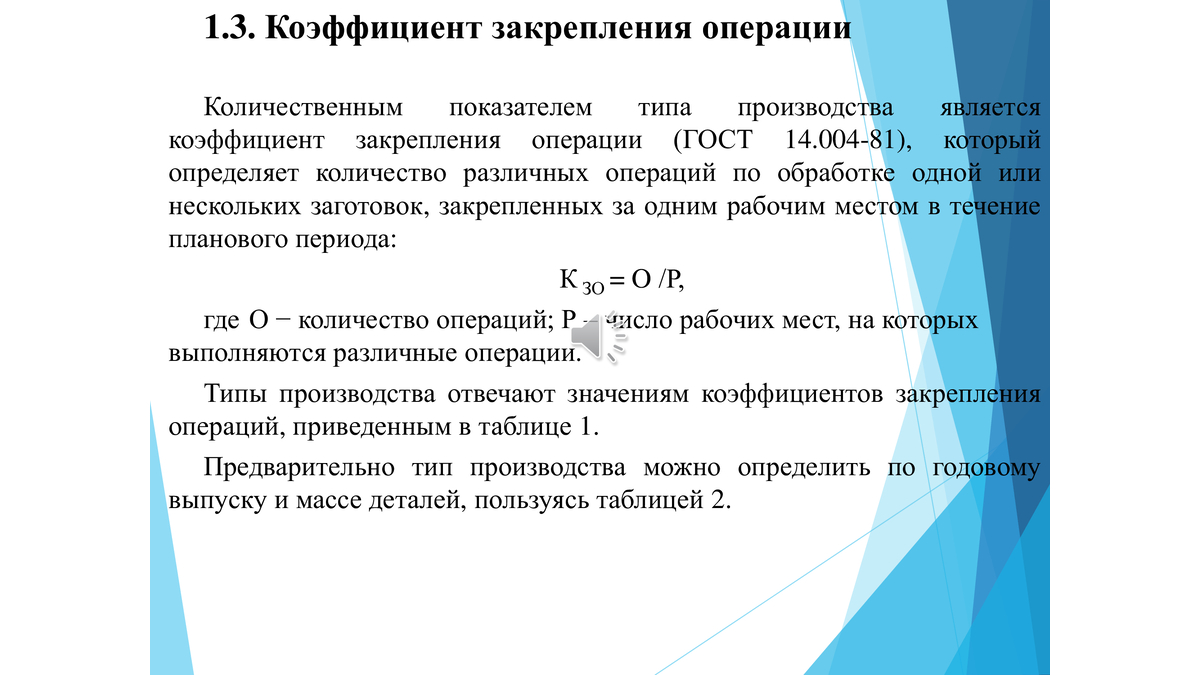 1.3. Коэффициент закрепления операции
Количественным показателем типа производства является
коэффициент закрепления операции (ГОСТ 14.004-81), который
определяет количество различных операций по обработке одной или
нескольких заготовок, закрепленных за одним рабочим местом в течение
планового периода:
К ЗО = О /Р,
где О − количество операций; Р – число рабочих мест, на которых
выполняются различные операции.
Типы производства отвечают значениям коэффициентов закрепления
операций, приведенным в таблице 1.
Предварительно тип производства можно определить по годовому
выпуску и массе деталей, пользуясь таблицей 2.